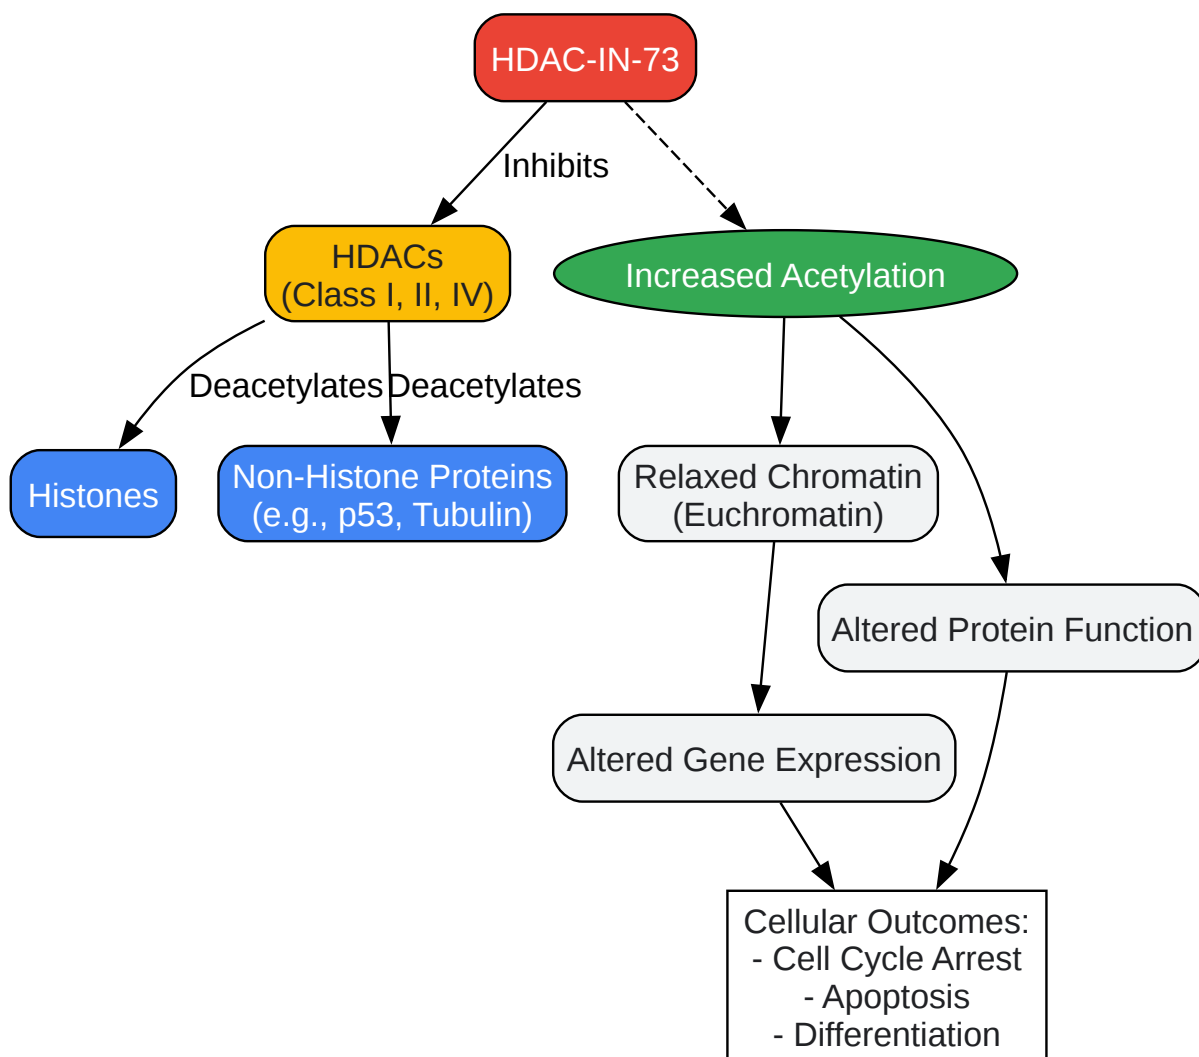 HDAC-IN-73
Inhibits
HDACs
(Class I, II, IV)
Increased Acetylation
Deacetylates
Deacetylates
Histones
Non-Histone Proteins
(e.g., p53, Tubulin)
Relaxed Chromatin
(Euchromatin)
Altered Protein Function
Altered Gene Expression
Cellular Outcomes:
- Cell Cycle Arrest
- Apoptosis
- Differentiation